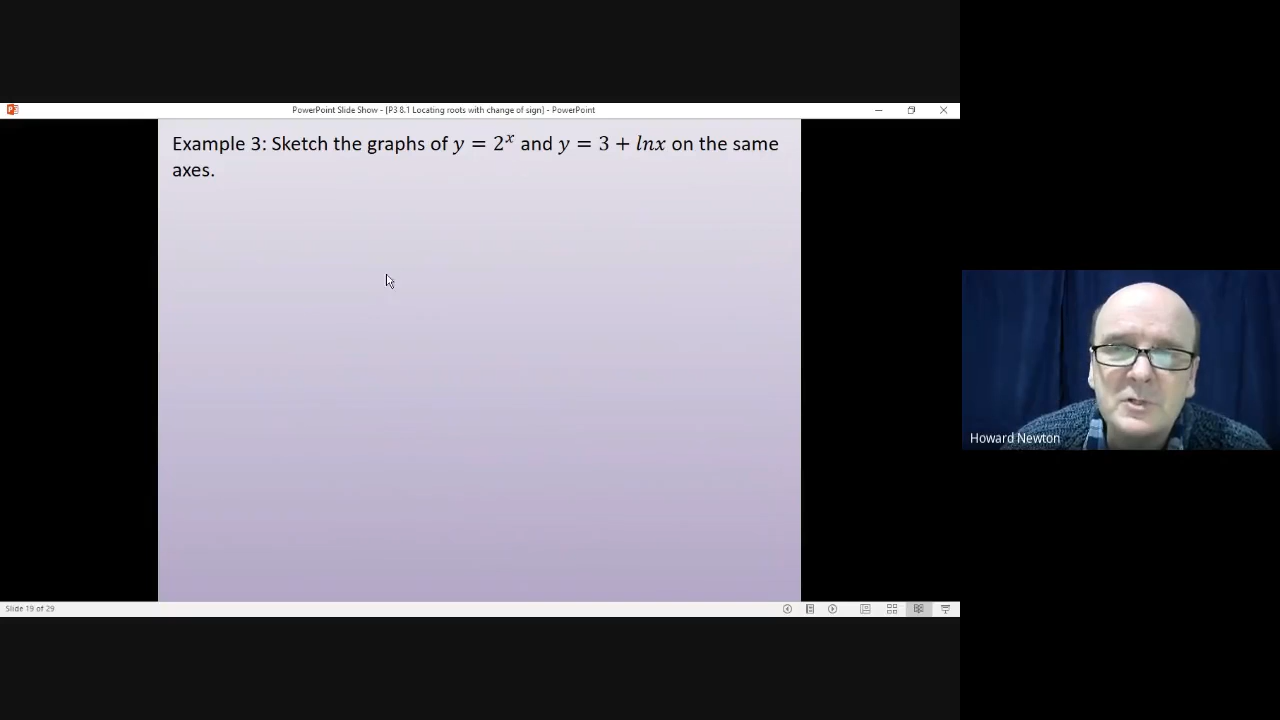 PowerPoint Slide Show - [P3 8.1 Locating roots with change of sign] - PowerPoint
Example 3: Sketch the graphs of y = 2ˣ and y = 3 + lnx on the same
axes.
Howard Newton
Slide 19 of 29